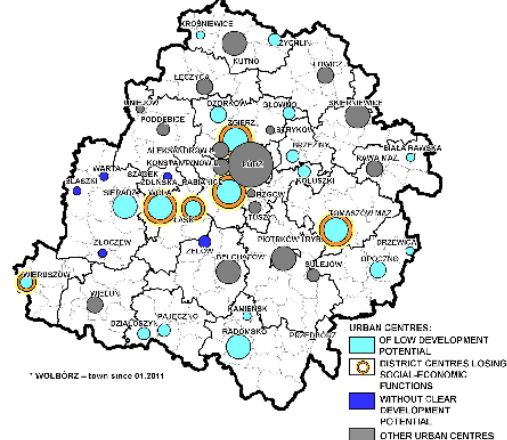 KROŚNIEWICE
ŻYCHLIN
KUTNO
ŁOWICZ
ŁĘCZYCA
UNIEJÓW
OZORKÓW
GŁOWNO
SKIERNIEWICE
PODDĘBICE
ZGIERZ
STRYKÓW
ALEKSANDRÓW Ł.
BRZEZINY
BIAŁA RAWSKA
KONSTANTYNÓW Ł.
ŁÓDŹ
RAWA MAZ.
WARTA
SZADEK
KOLUSZKI
BŁASZKI
ZDUŃSKA
PABIANICE
SIERADZ
WOLA
RZGÓW
ŁASK
TUSZYN
TOMASZÓW MAZ.
ZŁOCZEW
ZELÓW
PIOTRKÓW TRYB.
DRZEWICA
WIERUSZÓW
BEŁCHATÓW
SULEJÓW
OPOCZNO
WIELUŃ
KAMIEŃSK
DZIAŁOSZYN
PAJĘCZNO
RADOMSKO
PRZEDBÓRZ
* WOLBÓRZ – town since 01.2011
URBAN CENTRES:
OF LOW DEVELOPMENT
POTENTIAL
DISTRICT CENTRES LOSING
SOCIAL-ECONOMIC
FUNCTIONS
WITHOUT CLEAR
DEVELOPMENT
POTENTIAL
OTHER URBAN CENTRES